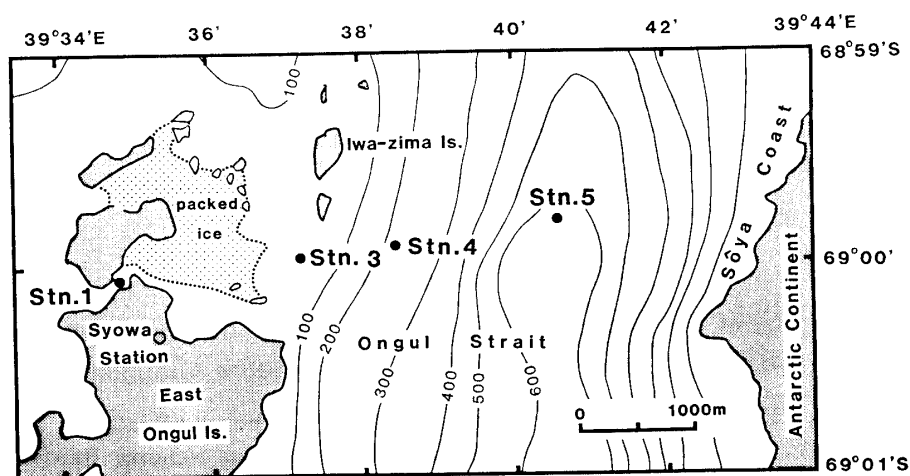 39°34'E
36'
38'
40'
42'
39°44'E
68°59'S
100
Iwa-zima Is.
packed
ice
Stn.5
Stn.3
Stn.4
Sôya Coast
69°00'
Stn.1
Syowa
Station
100
200
300
400
500
600
Ongul Strait
Antarctic Continent
East
Ongul Is.
0 1000m
69°01'S